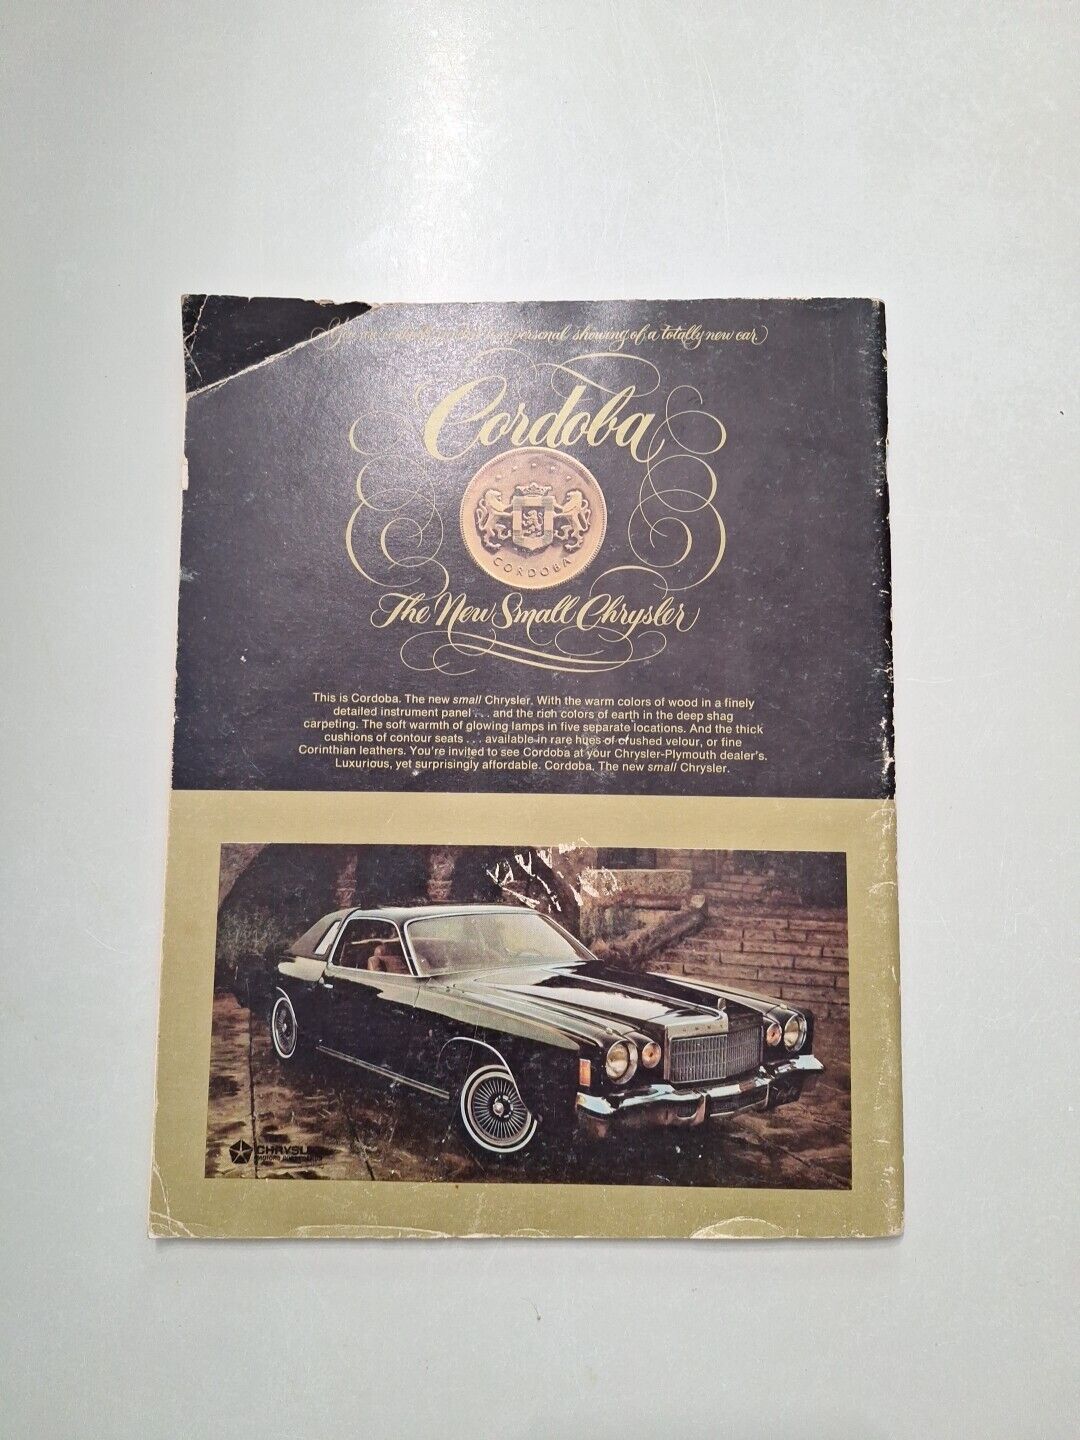 personal showing of a totally new car
Cordoba
CORDOBA
The New Small Chrysler
This is Cordoba. The new small Chrysler. With the warm colors of wood in a finely
detailed instrument panel . . . and the rich colors of earth in the deep shag
carpeting. The soft warmth of glowing lamps in five separate locations. And the thick
cushions of contour seats . . . available in rare hues of crushed velour, or fine
Corinthian leathers. You're invited to see Cordoba at your Chrysler-Plymouth dealer's.
Luxurious, yet surprisingly affordable. Cordoba. The new small Chrysler.